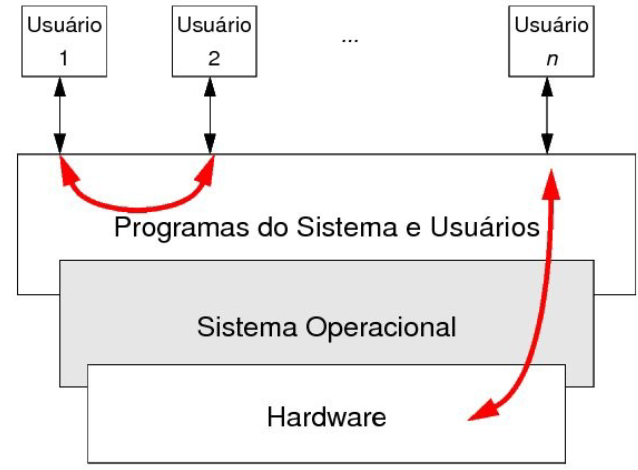 Usuário
1
Usuário
2
...
Usuário
n
Programas do Sistema e Usuários
Sistema Operacional
Hardware